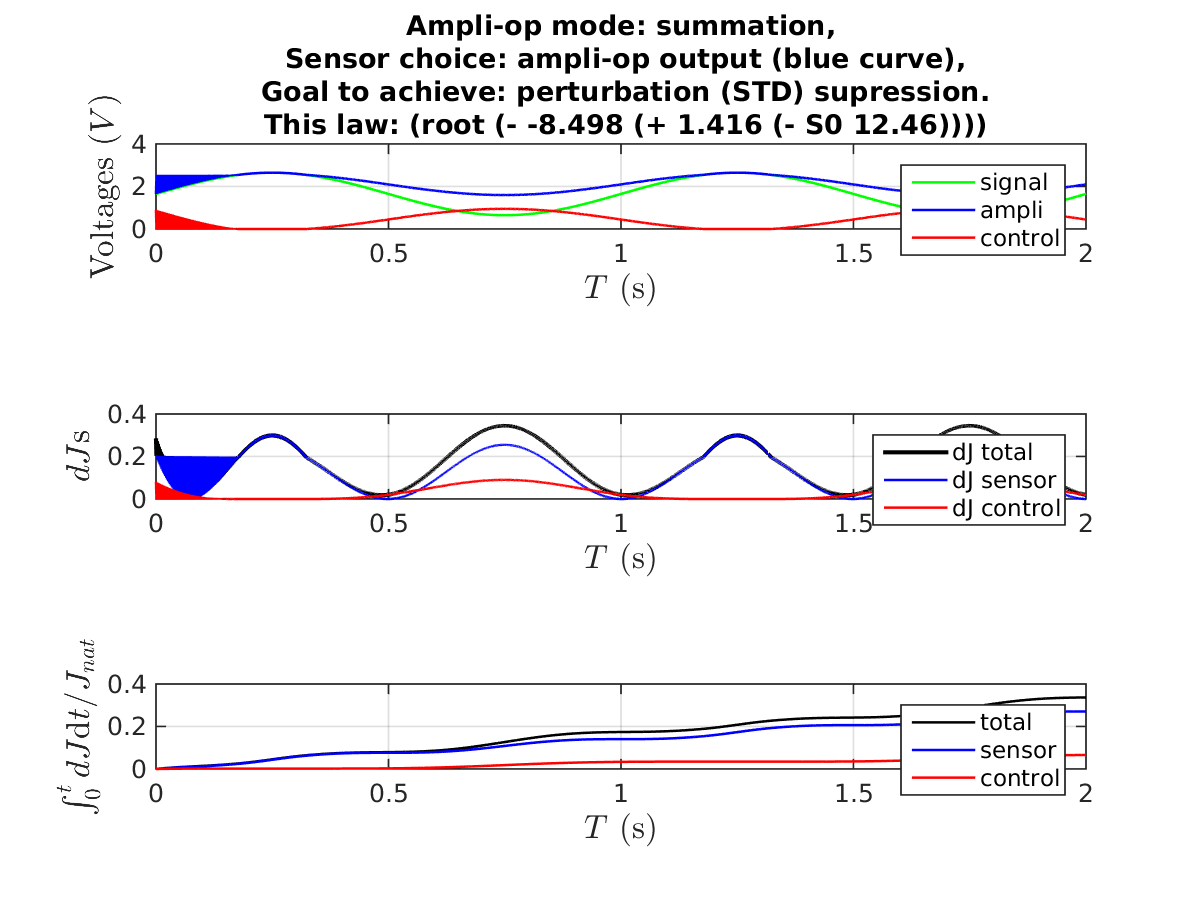 Ampli-op mode: summation,
Sensor choice: ampli-op output (blue curve),
Goal to achieve: perturbation (STD) supression.
This law: (root (- -8.498 (+ 1.416 (- S0 12.46))))
Voltages (V)
4
2
0
signal
ampli
control
0 0.5 1 1.5 2
T (s)
dJs
0.4
0.2
0
dJ total
dJ sensor
dJ control
0 0.5 1 1.5 2
T (s)
∫₀ᵗ dJdt/J_nat
0.4
0.2
0
total
sensor
control
0 0.5 1 1.5 2
T (s)